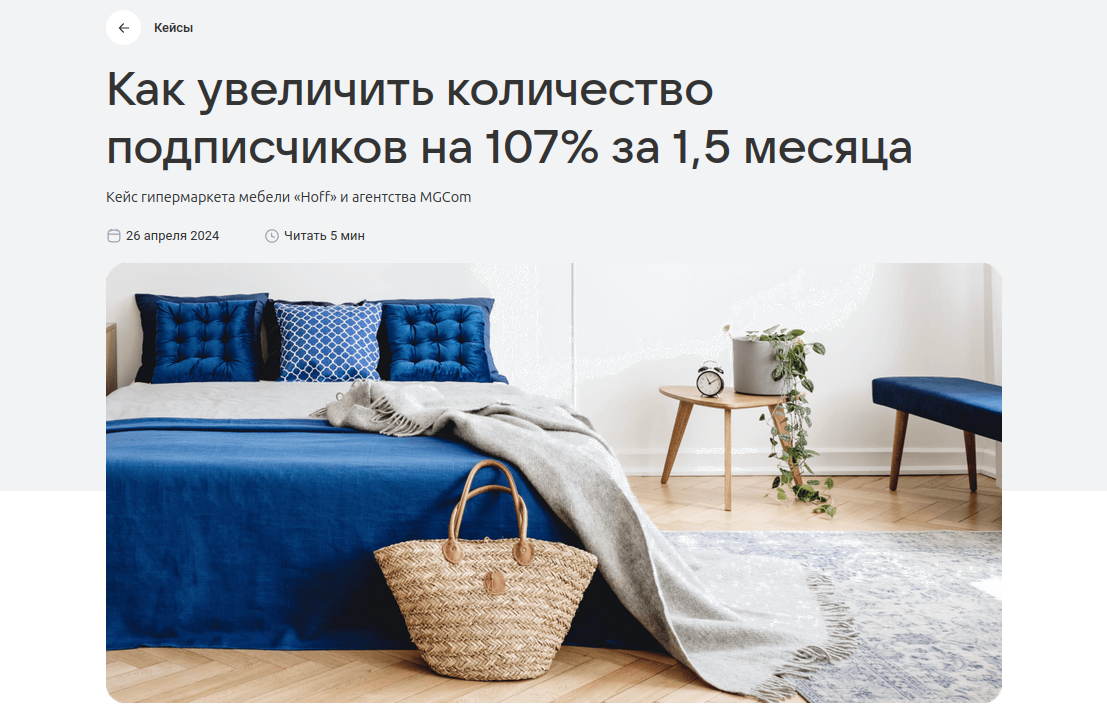 Кейсы
Как увеличить количество
подписчиков на 107% за 1,5 месяца
Кейс гипермаркета мебели «Hoff» и агентства MGCom
26 апреля 2024
Читать 5 мин